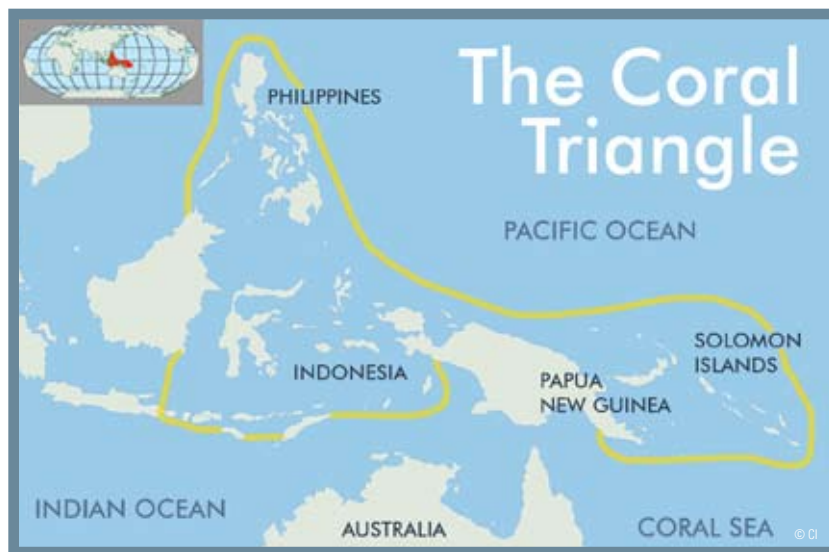 The Coral
Triangle
PHILIPPINES
PACIFIC OCEAN
SOLOMON
ISLANDS
INDONESIA
PAPUA
NEW GUINEA
INDIAN OCEAN
AUSTRALIA
CORAL SEA
© CI